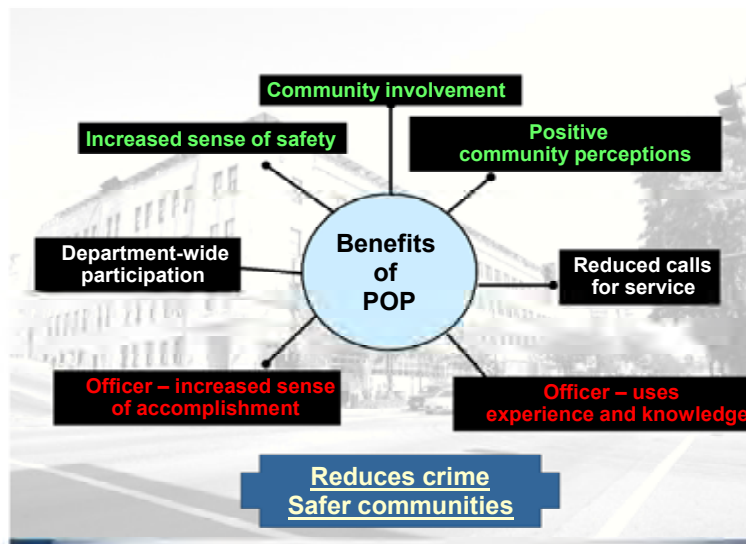 Community involvement
Increased sense of safety
Positive
community perceptions
Benefits
of
POP
Department-wide
participation
Reduced calls
for service
Officer – increased sense
of accomplishment
Officer – uses
experience and knowledge
Reduces crime
Safer communities